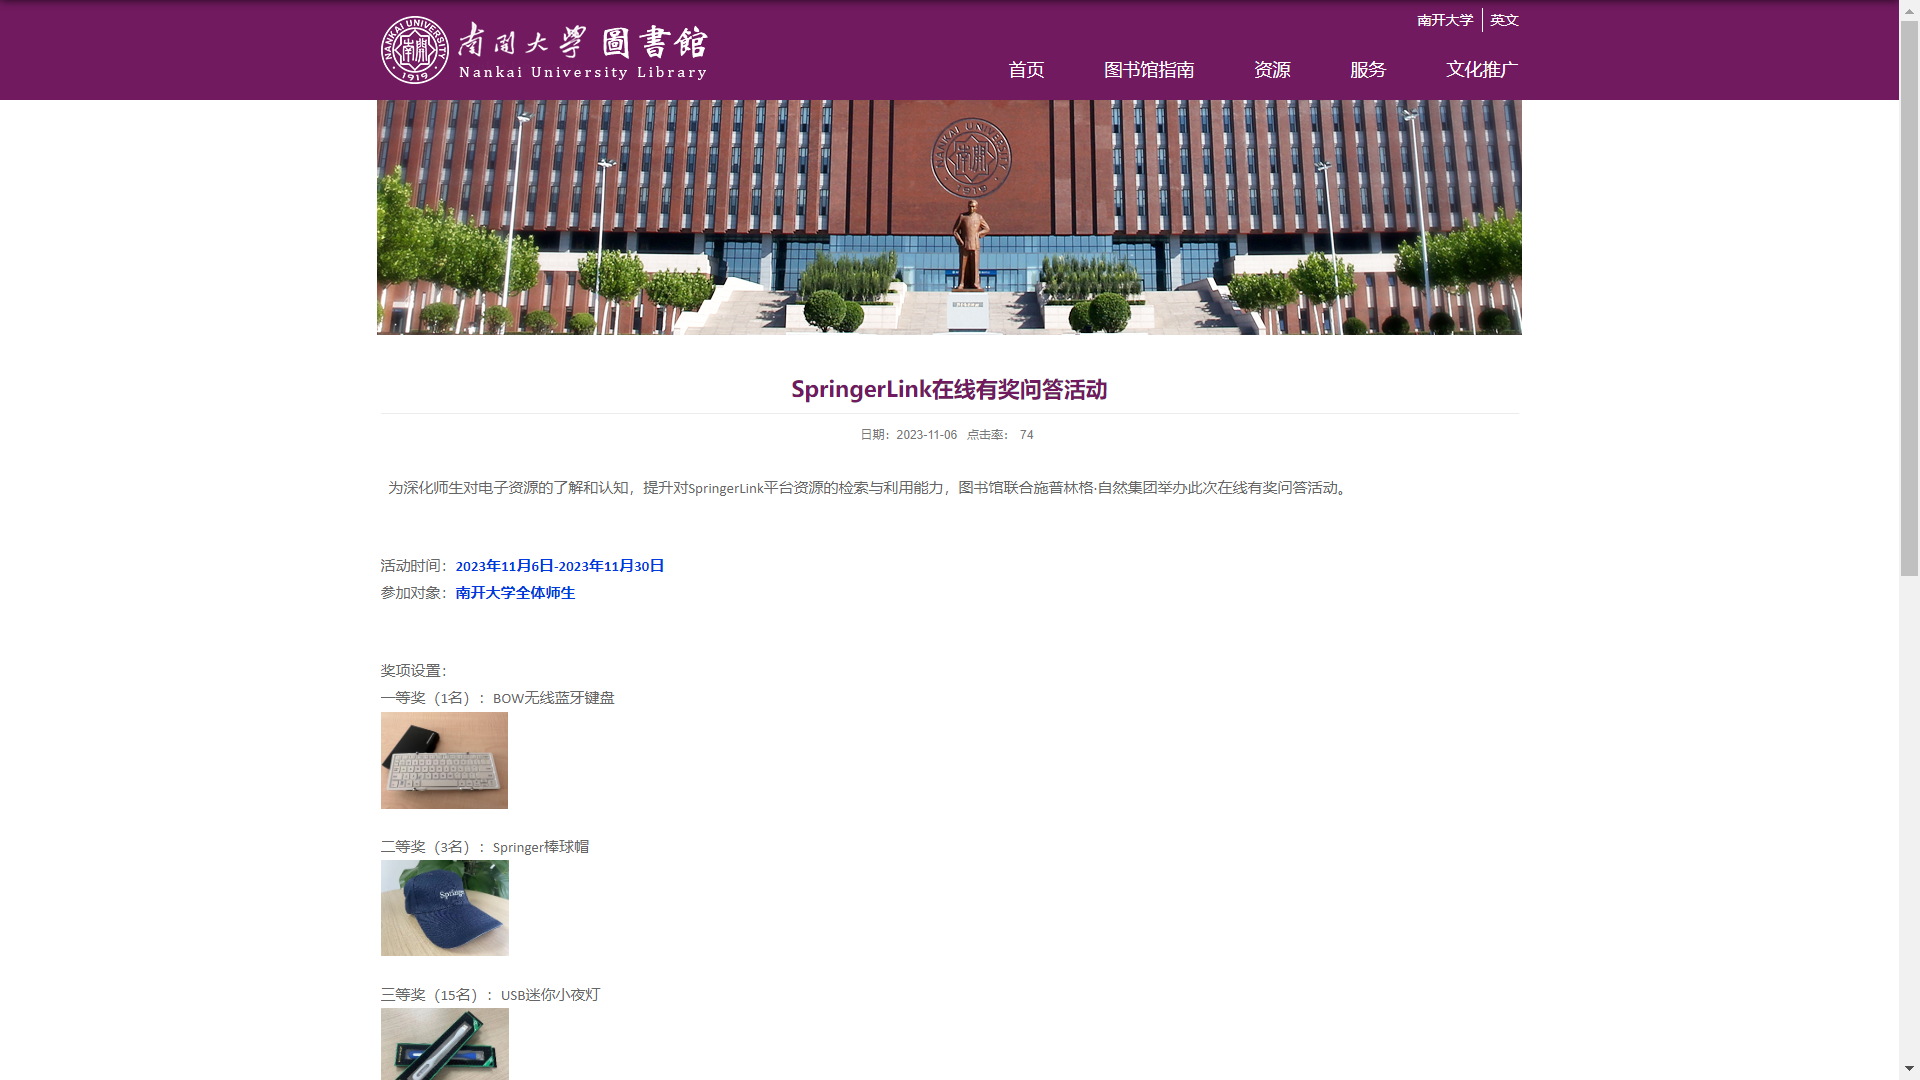 南开大学 英文
NANKAI UNIVERSITY
南開
1919
南開大學 圖書館
Nankai University Library
首页 图书馆指南 资源 服务 文化推广
NANKAI UNIVERSITY
南開
1919
SpringerLink在线有奖问答活动
日期：2023-11-06 点击率： 74
为深化师生对电子资源的了解和认知，提升对SpringerLink平台资源的检索与利用能力，图书馆联合施普林格·自然集团举办此次在线有奖问答活动。
活动时间：2023年11月6日-2023年11月30日
参加对象：南开大学全体师生
奖项设置：
一等奖（1名）：BOW无线蓝牙键盘
二等奖（3名）：Springer棒球帽
Springer
三等奖（15名）：USB迷你小夜灯